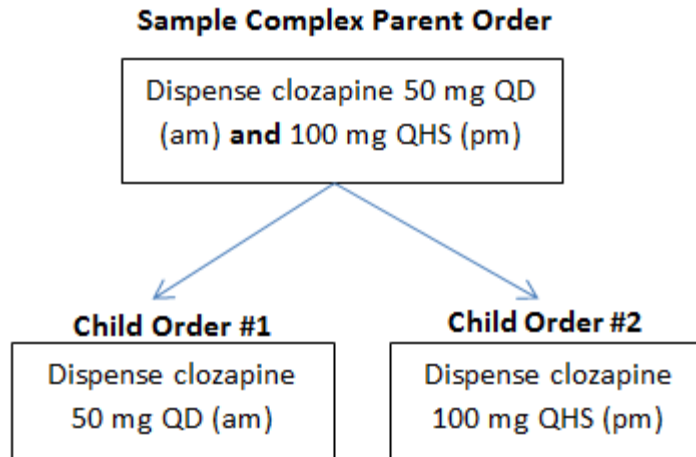 Sample Complex Parent Order
Dispense clozapine 50 mg QD
(am) and 100 mg QHS (pm)
Child Order #1
Dispense clozapine
50 mg QD (am)
Child Order #2
Dispense clozapine
100 mg QHS (pm)